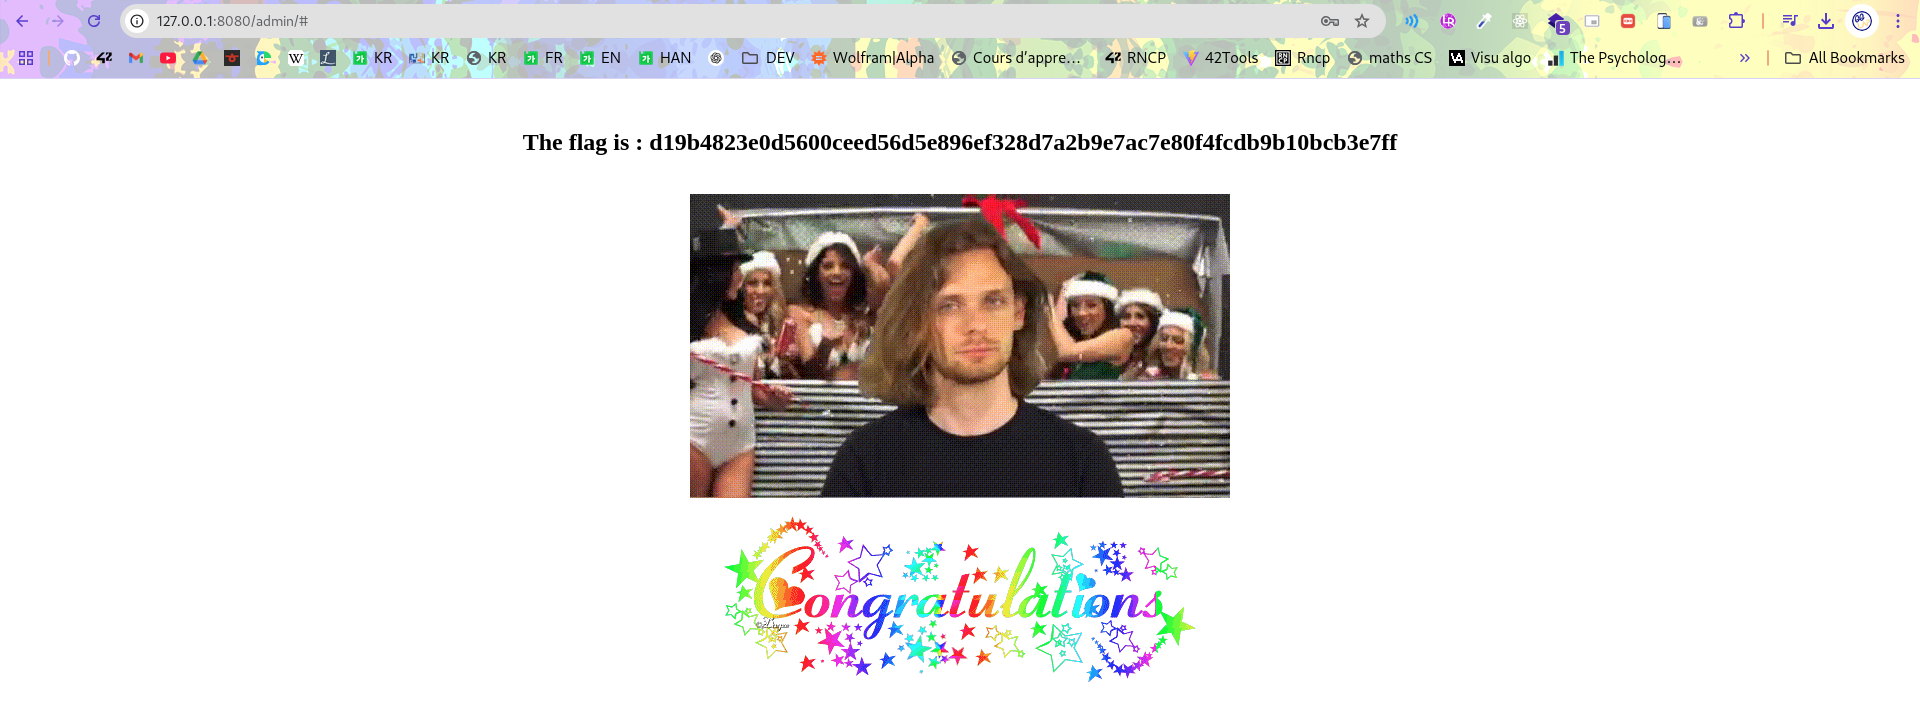 127.0.0.1:8080/admin/#
5
KR KR KR FR EN HAN DEV Wolfram|Alpha Cours d'appre... RNCP 42Tools Rncp maths CS Visu algo The Psycholog... » All Bookmarks
The flag is : d19b4823e0d5600ceed56d5e896ef328d7a2b9e7ac7e80f4fcdb9b10bcb3e7ff
Congratulations